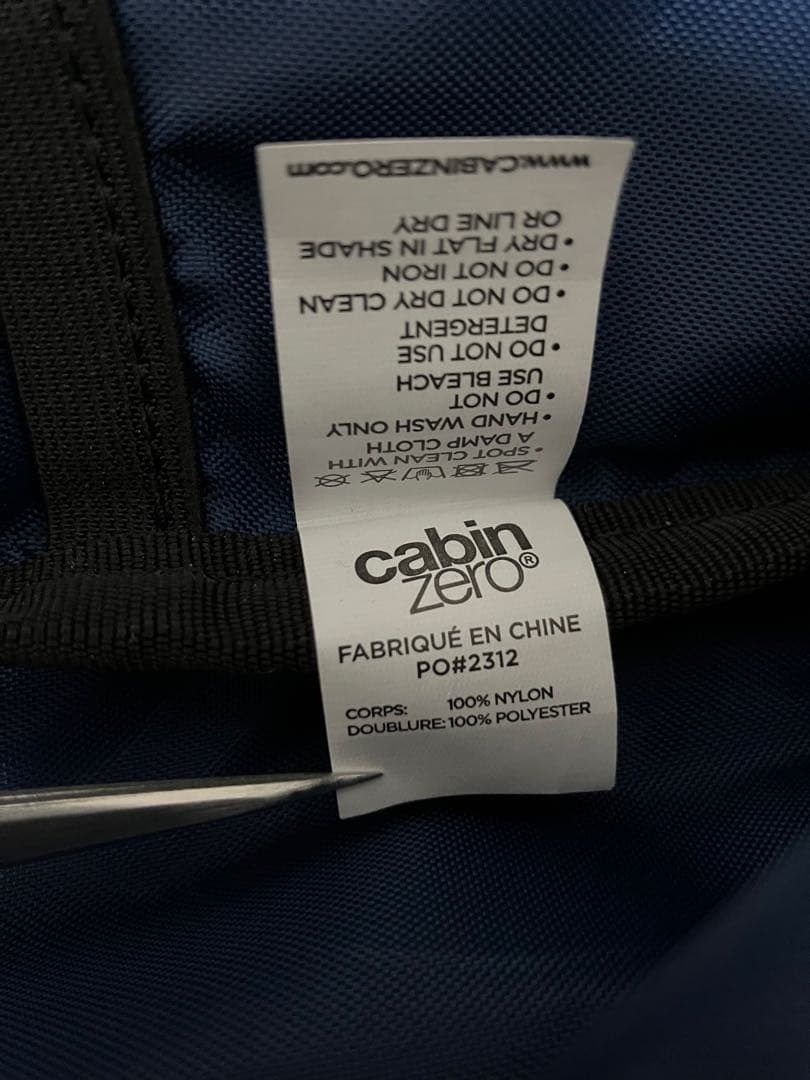 cabin
zero®
FABRIQUÉ EN CHINE
PO#2312
CORPS: 100% NYLON
DOUBLURE: 100% POLYESTER
• SPOT CLEAN WITH
A DAMP CLOTH
• HAND WASH ONLY
• DO NOT
USE BLEACH
• DO NOT USE
DETERGENT
• DO NOT DRY CLEAN
• DO NOT IRON
• DRY FLAT IN SHADE
OR LINE DRY
www.CABINZERO.com